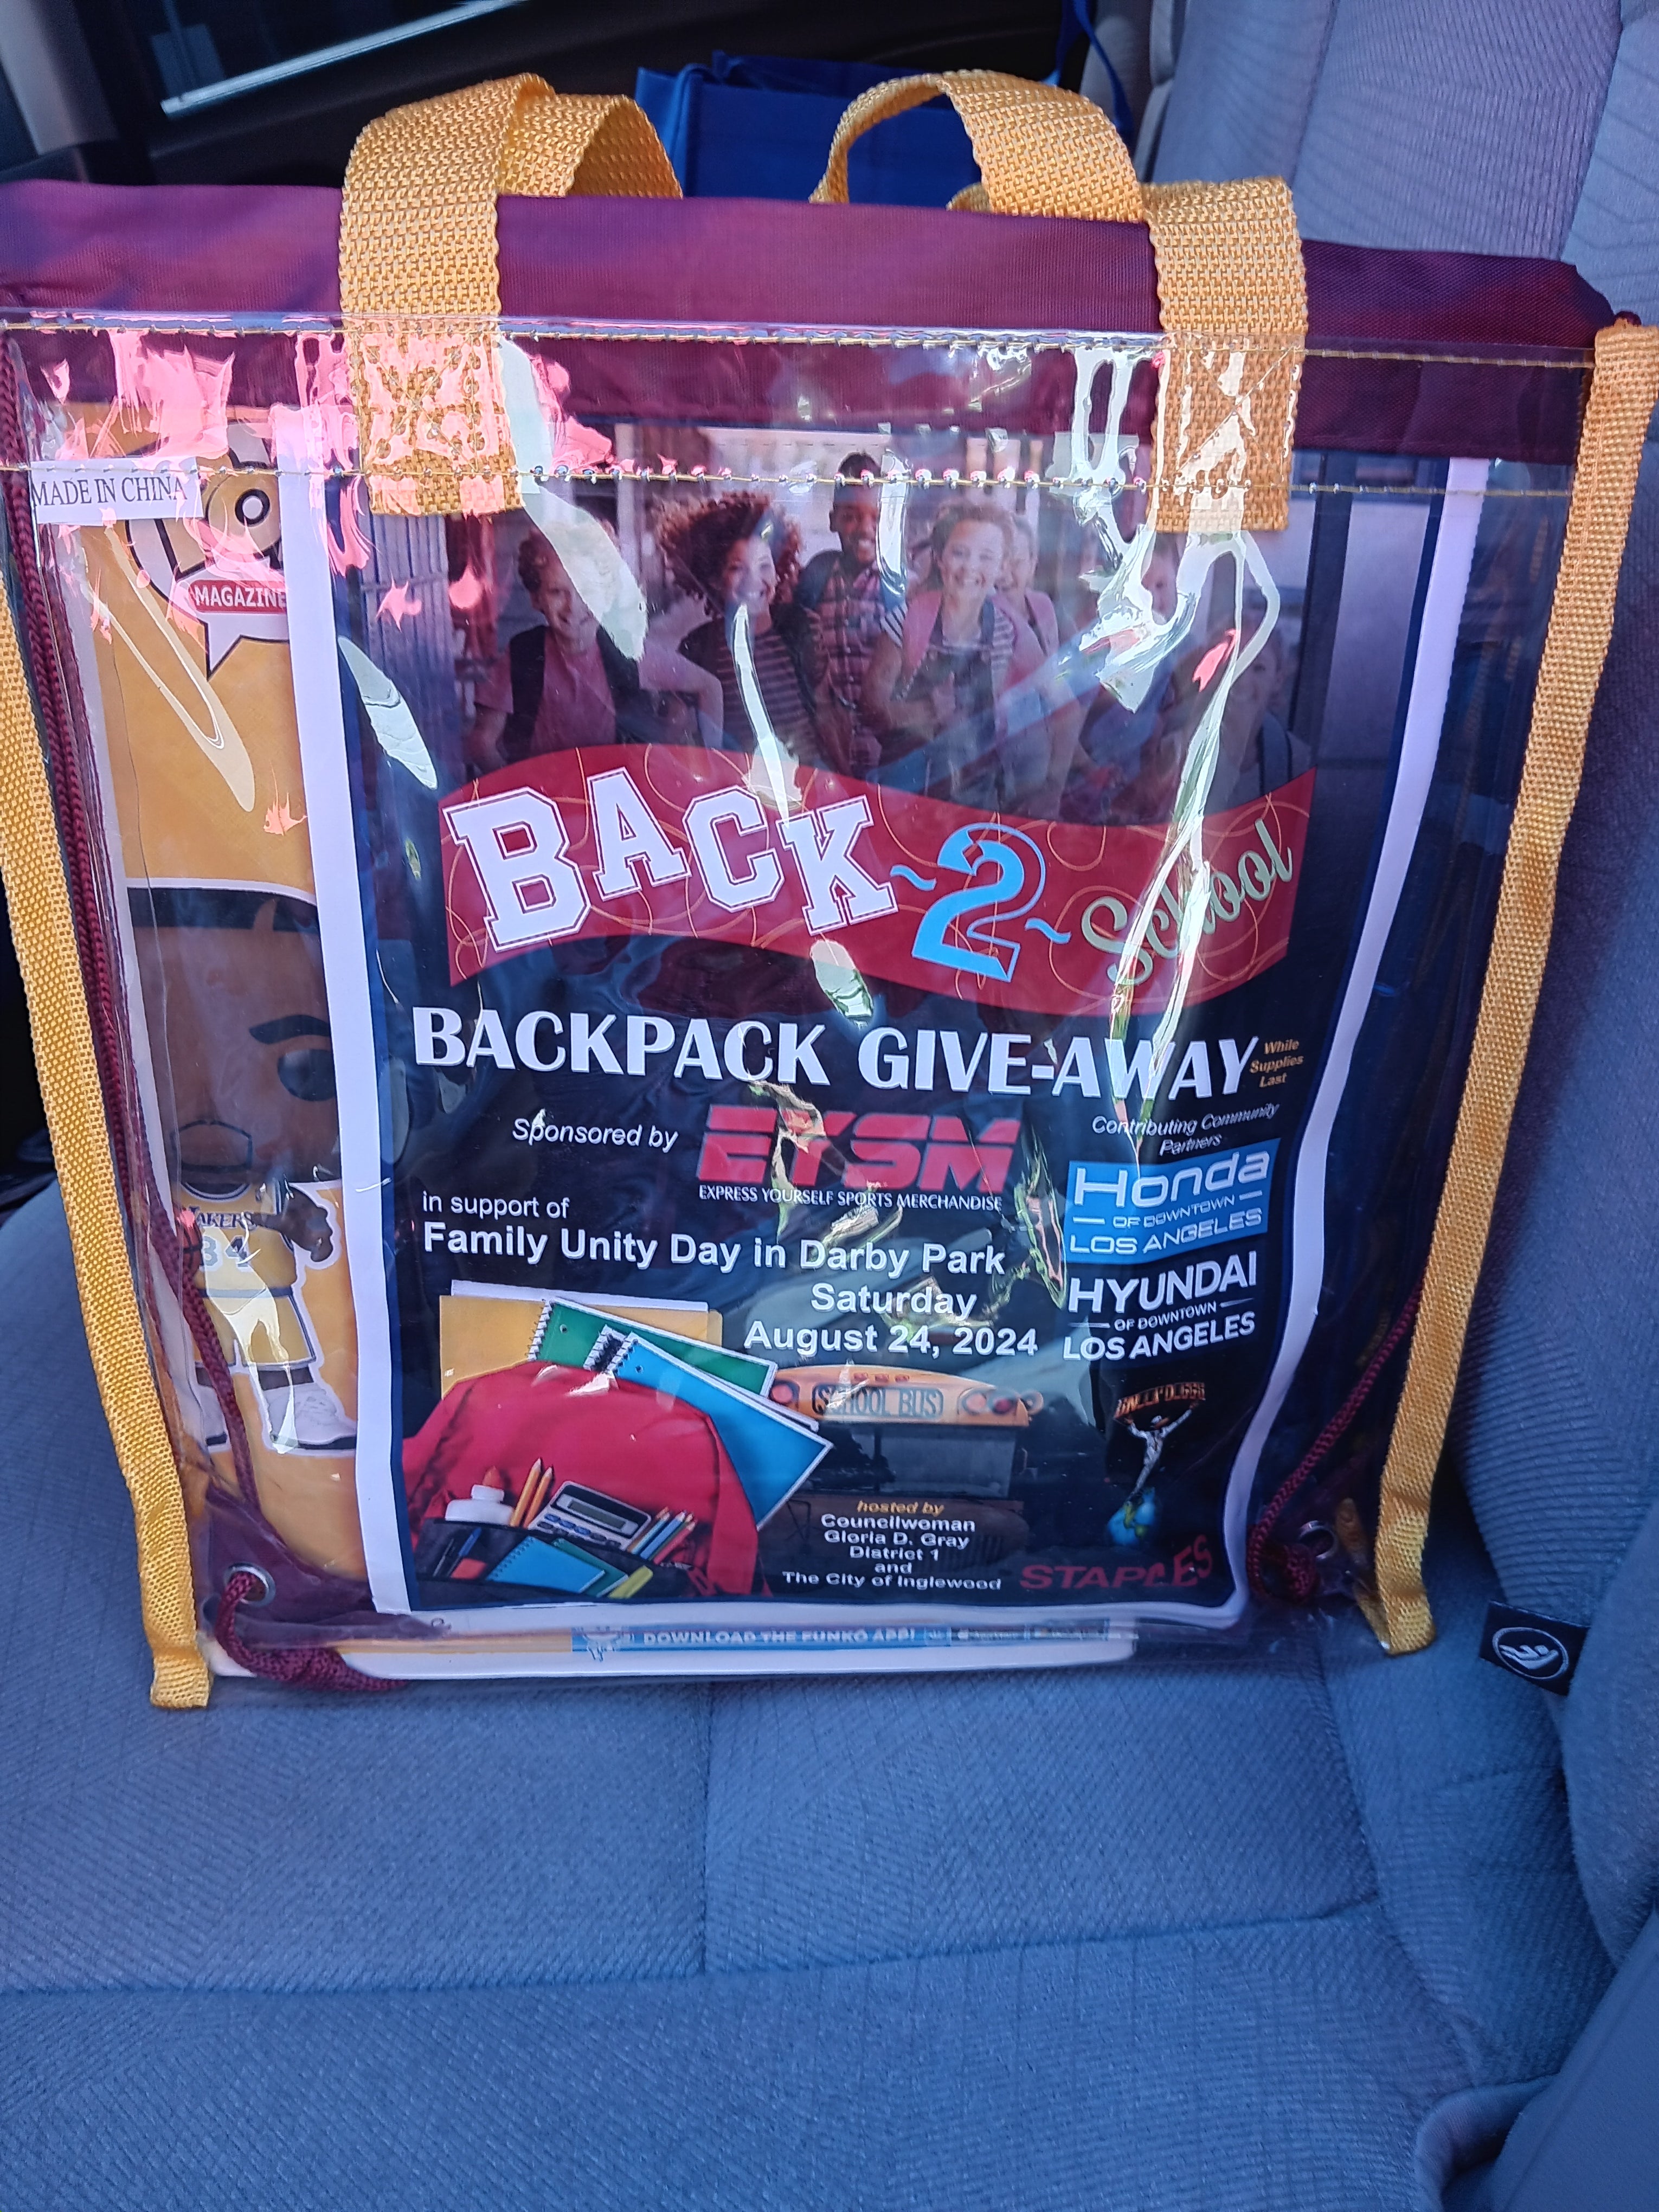 MADE IN CHINA
MAGAZINE
BACK~2~School
BACKPACK GIVE-AWAY
While
Supplies
Last
Sponsored by
EYSM
EXPRESS YOURSELF SPORTS MERCHANDISE
Contributing Community
Partners
Honda
OF DOWNTOWN
LOS ANGELES
HYUNDAI
OF DOWNTOWN
LOS ANGELES
in support of
Family Unity Day in Darby Park
Saturday
August 24, 2024
LAKERS
34
SCHOOL BUS
hosted by
Councilwoman
Gloria D. Gray
District 1
and
The City of Inglewood
STAPLES
DOWNLOAD THE FUNKO APP!